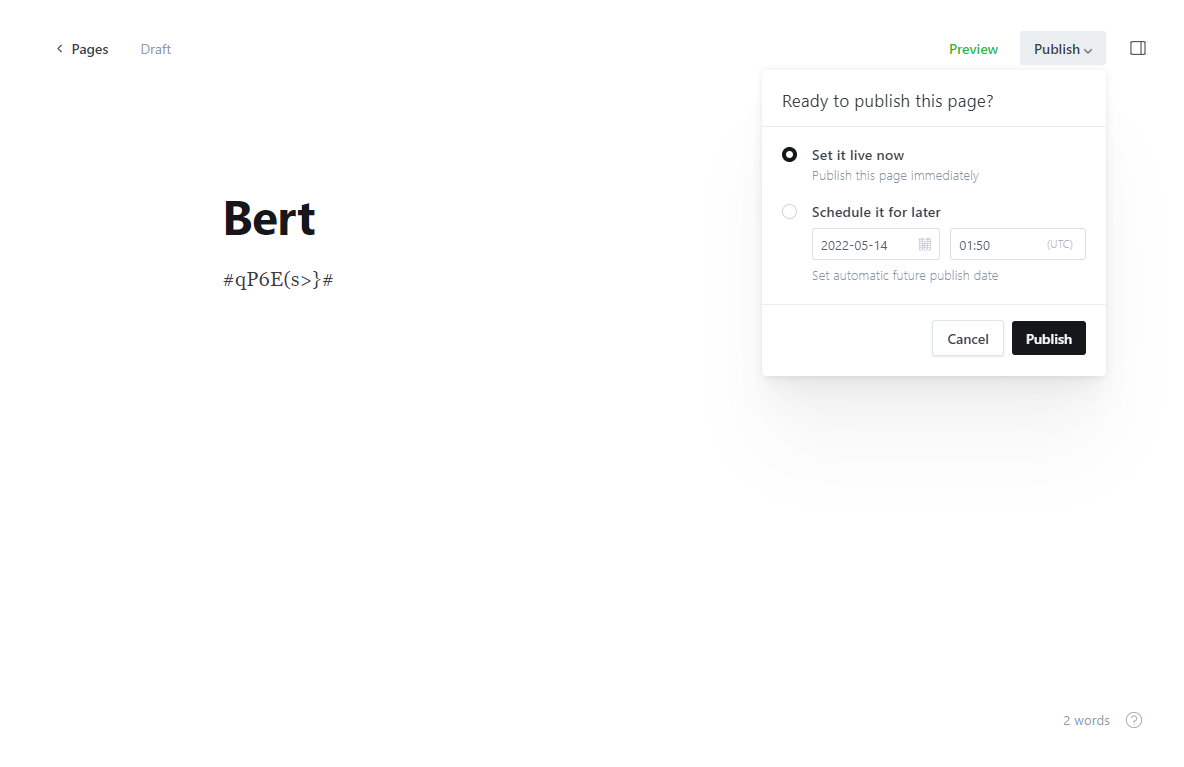 Pages Draft Preview Publish
Ready to publish this page?
Set it live now
Publish this page immediately
Schedule it for later
2022-05-14 01:50 (UTC)
Set automatic future publish date
Cancel Publish
Bert
#qP6E(s>}#
2 words ?